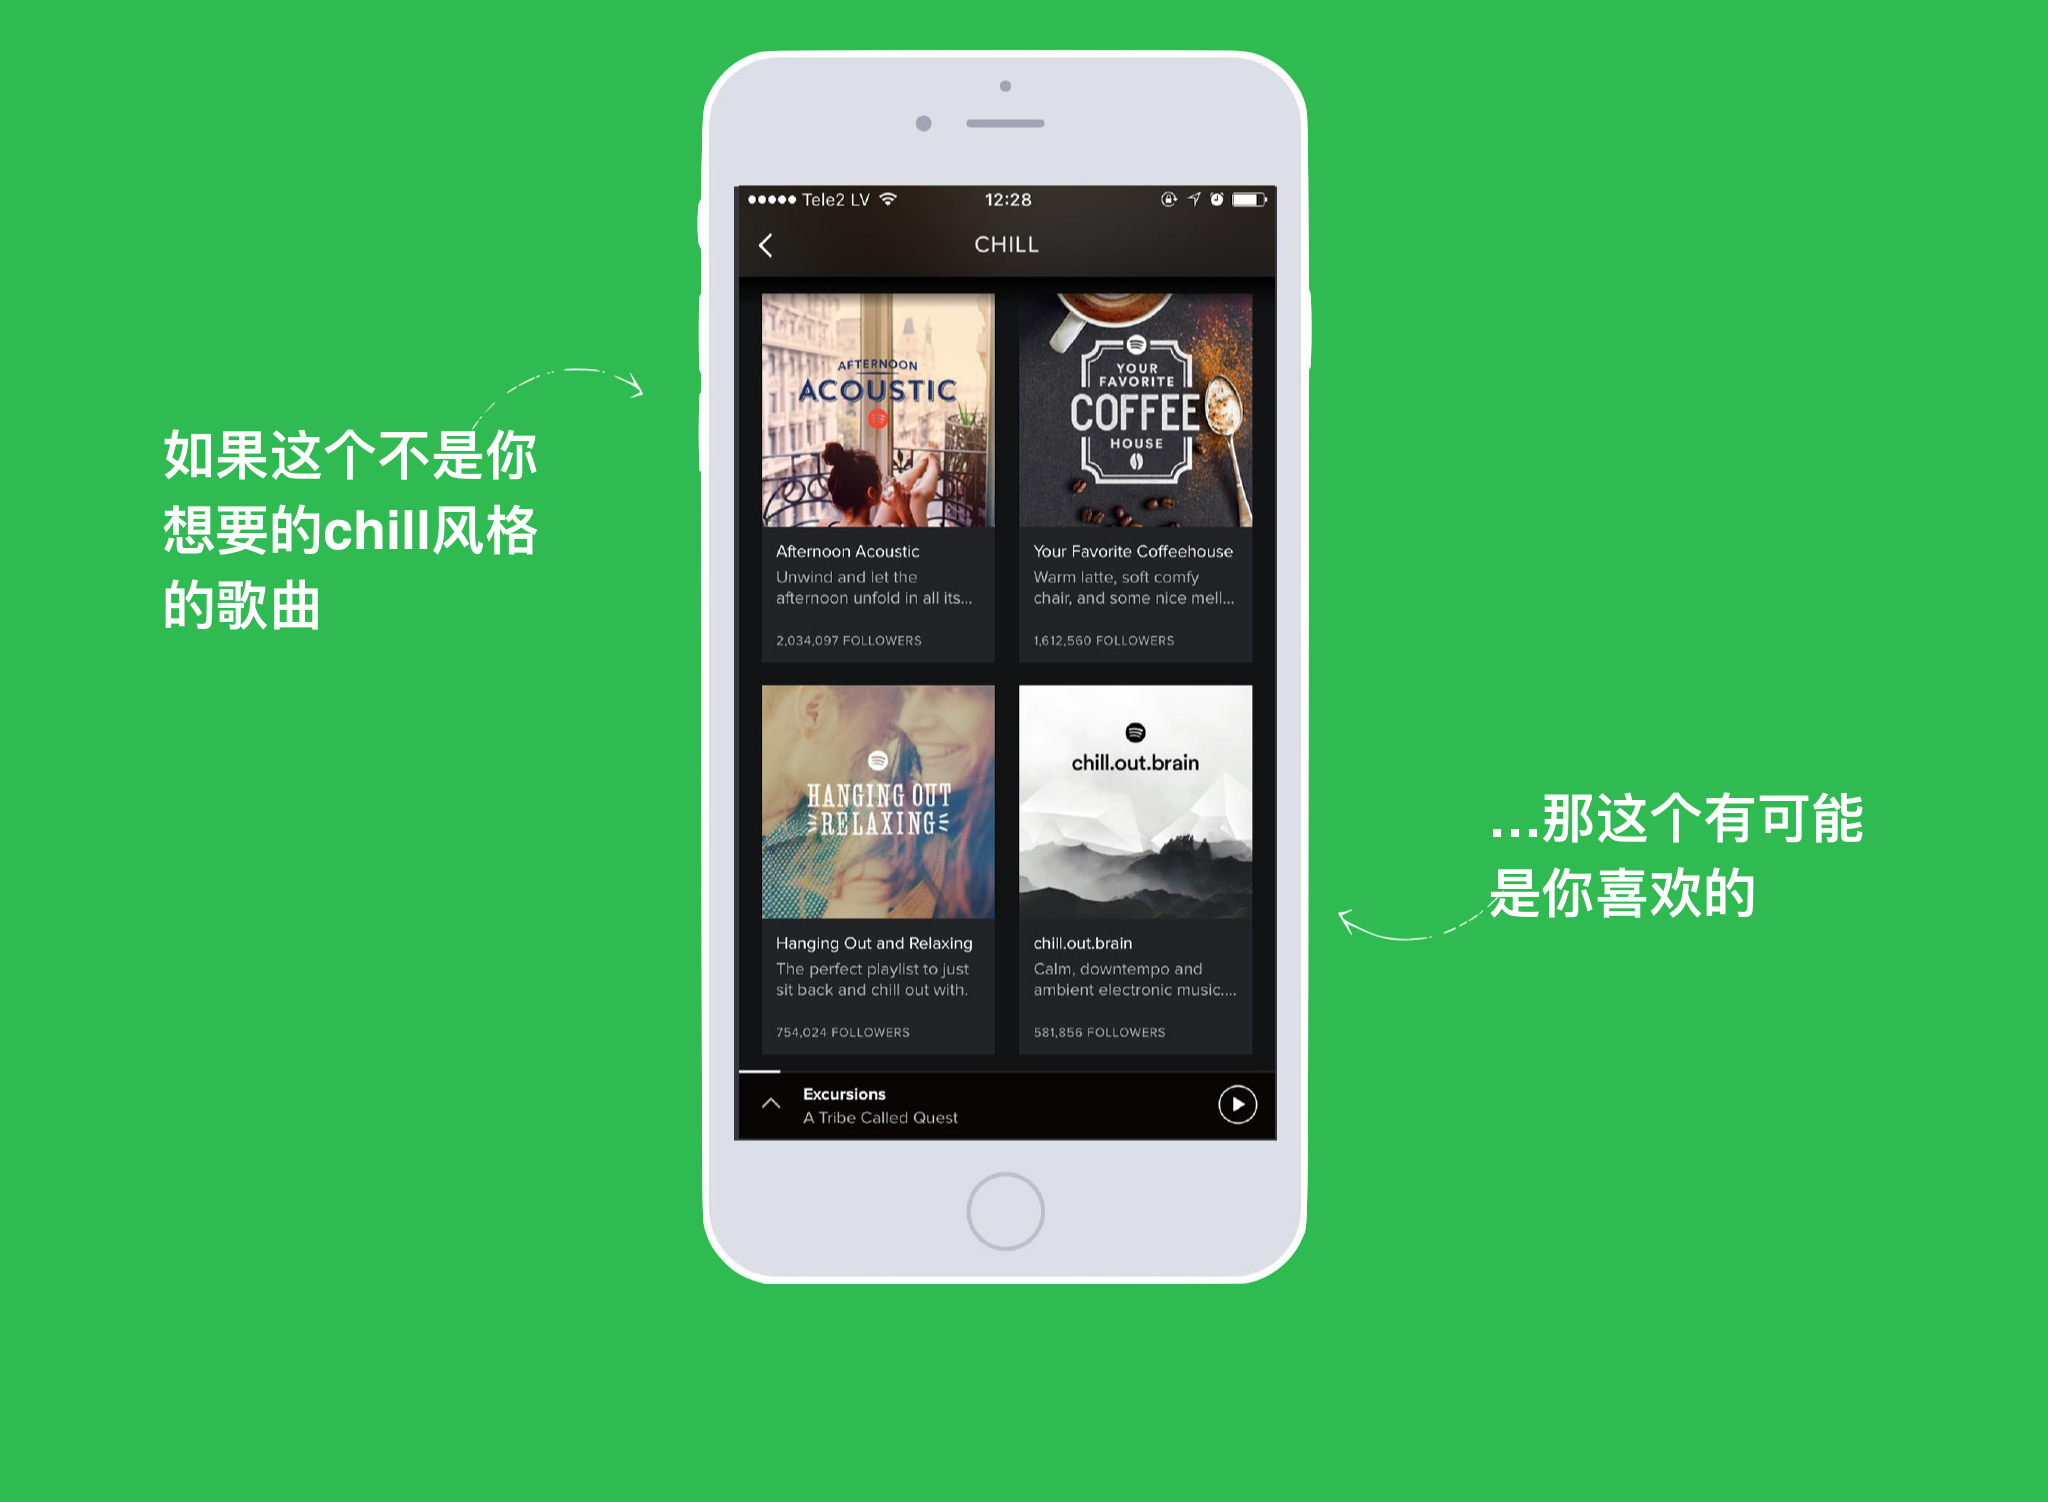 Tele2 LV 12:28
CHILL
如果这个不是你
想要的chill风格
的歌曲
AFTERNOON
ACOUSTIC
Afternoon Acoustic
Unwind and let the
afternoon unfold in all its...
2,034,097 FOLLOWERS
YOUR
FAVORITE
COFFEE
HOUSE
Your Favorite Coffeehouse
Warm latte, soft comfy
chair, and some nice mell...
1,612,560 FOLLOWERS
HANGING OUT
RELAXING
Hanging Out and Relaxing
The perfect playlist to just
sit back and chill out with.
754,024 FOLLOWERS
chill.out.brain
chill.out.brain
Calm, downtempo and
ambient electronic music....
581,856 FOLLOWERS
...那这个有可能
是你喜欢的
Excursions
A Tribe Called Quest